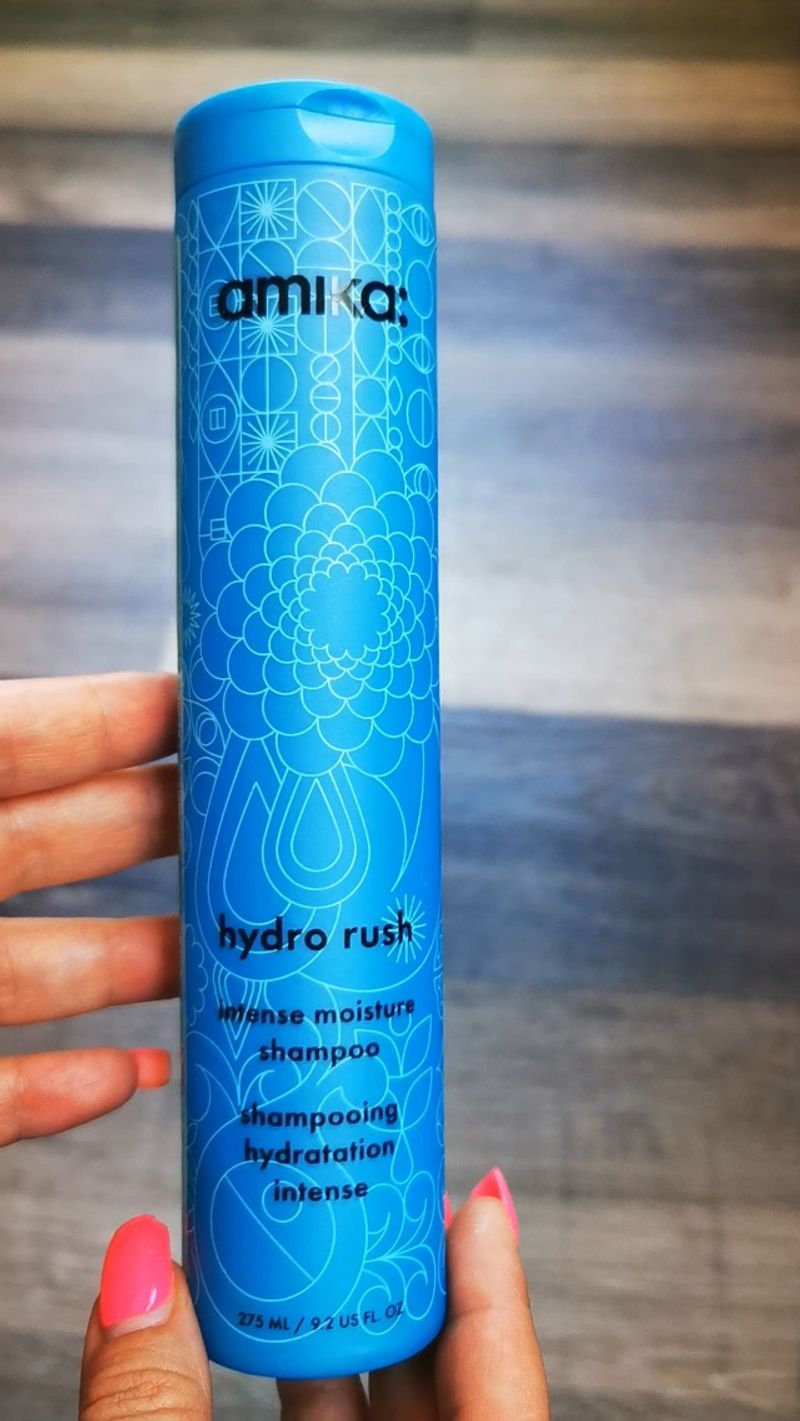 amika:
hydro rush
intense moisture
shampoo
shampooing
hydratation
intense
275 ML / 9.2 US FL. OZ